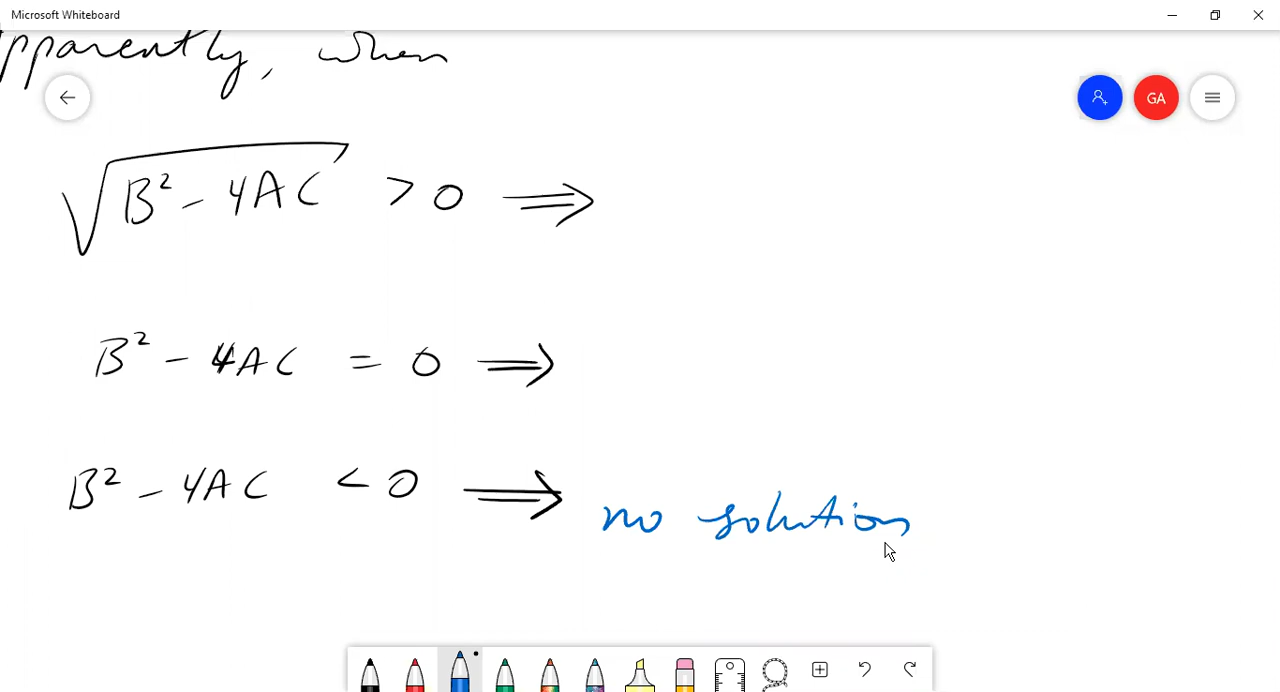 Microsoft Whiteboard
pparently, when
GA
√B² - 4AC > 0 ⟹
B² - 4AC = 0 ⟹
B² - 4AC < 0 ⟹
no solution